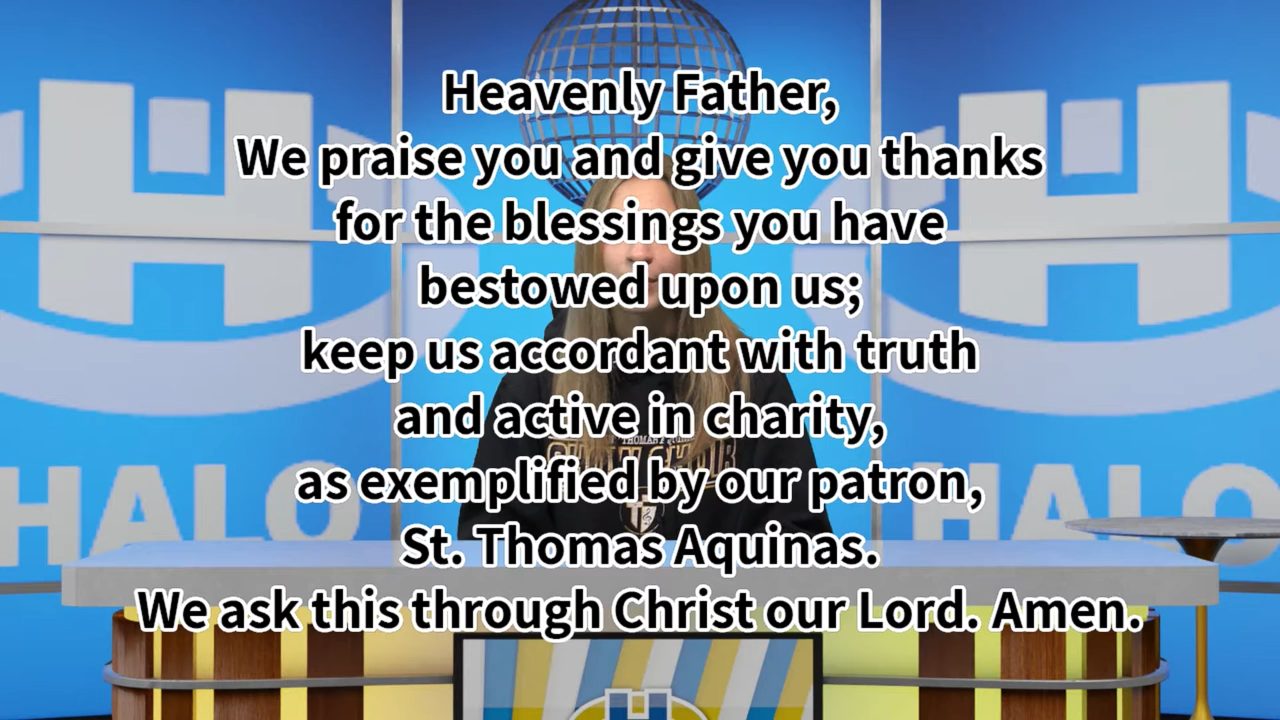 Heavenly Father,
We praise you and give you thanks
for the blessings you have
bestowed upon us;
keep us accordant with truth
and active in charity,
as exemplified by our patron,
St. Thomas Aquinas.
We ask this through Christ our Lord. Amen.
HALO
HALO